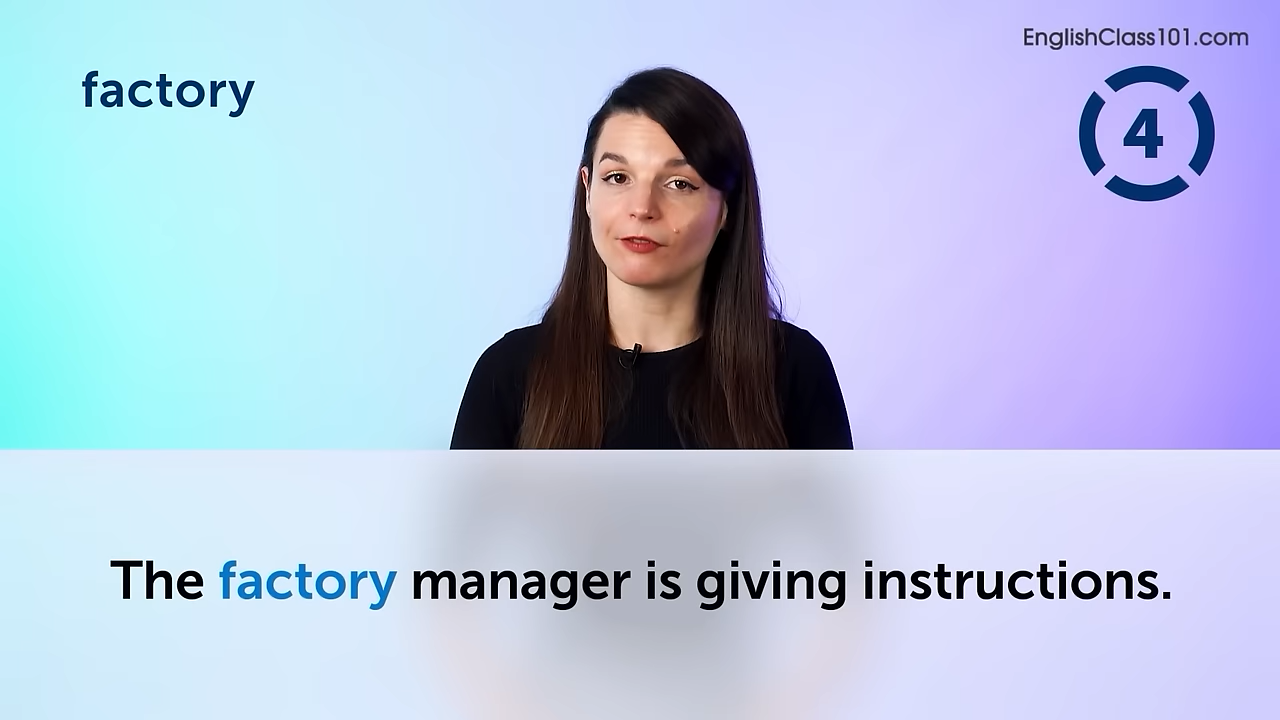 EnglishClass101.com
factory
4
The factory manager is giving instructions.